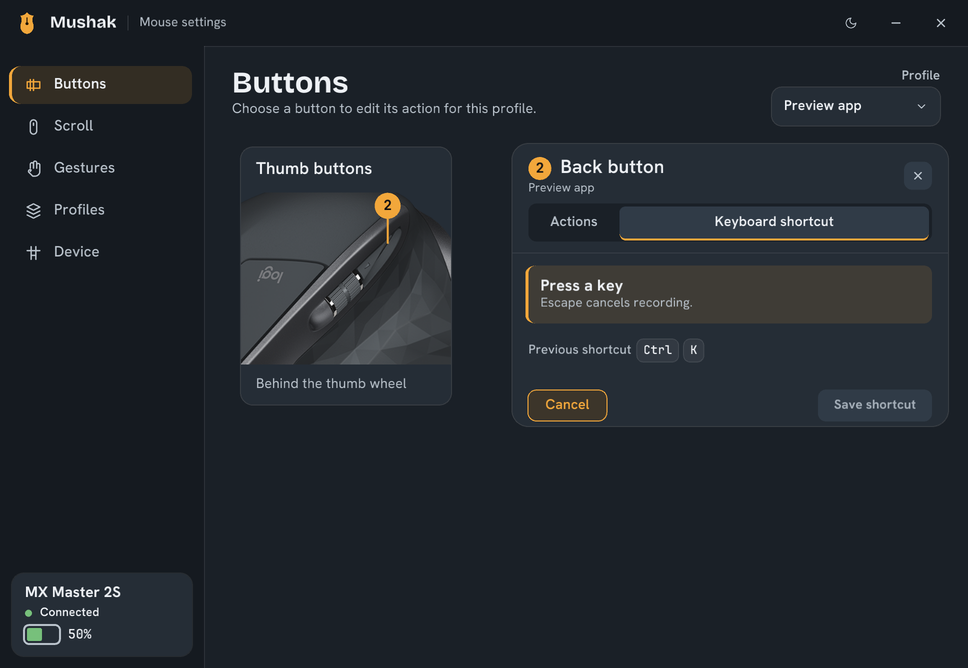 Mushak
Mouse settings
Buttons
Scroll
Gestures
Profiles
Device
MX Master 2S
Connected
50%
Buttons
Choose a button to edit its action for this profile.
Profile
Preview app
Thumb buttons
2
logi
Behind the thumb wheel
2 Back button
Preview app
Actions
Keyboard shortcut
Press a key
Escape cancels recording.
Previous shortcut Ctrl K
Cancel
Save shortcut